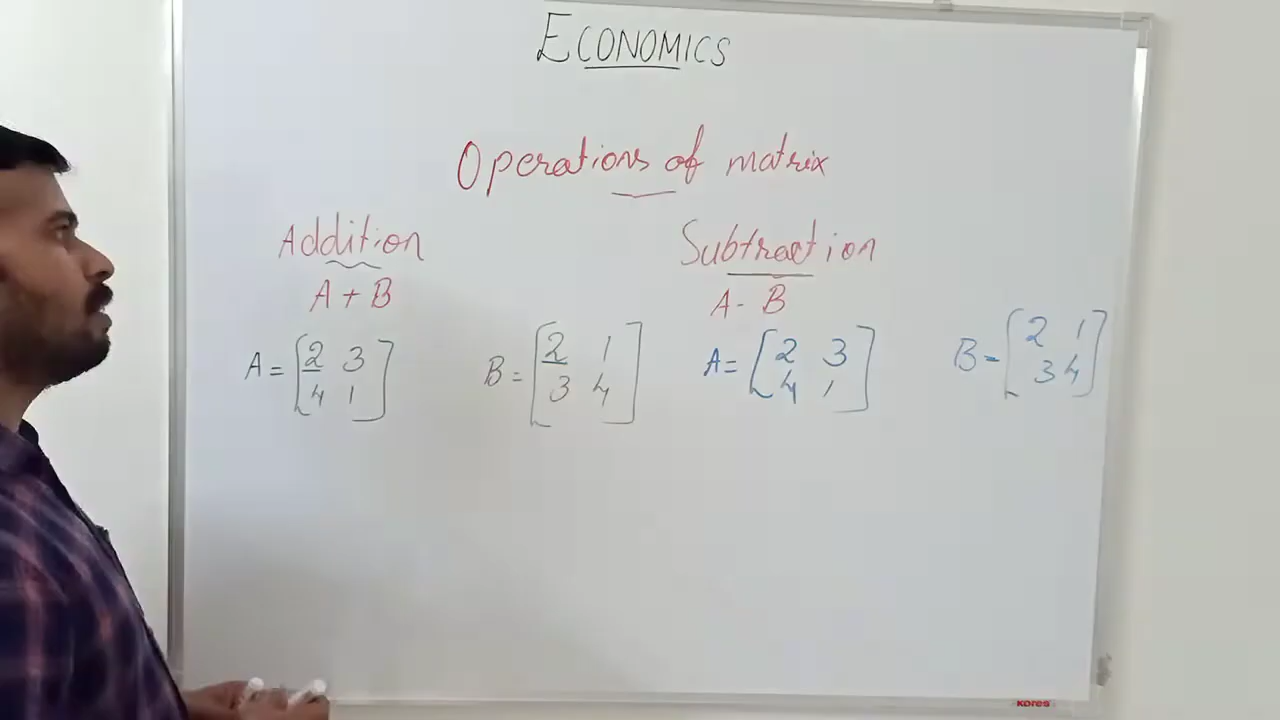 ECONOMICS
Operations of matrix
Addition
A + B
A = [2 3
4 1]
B = [2 1
3 4]
Subtraction
A - B
A = [2 3
4 1]
B = [2 1
3 4]
kores